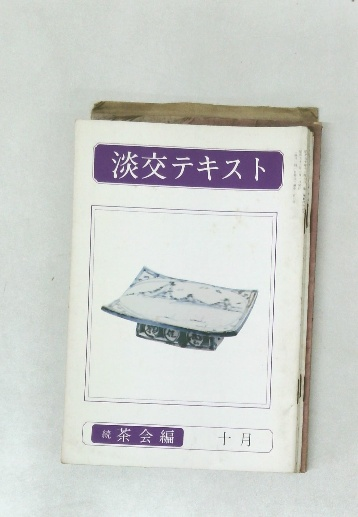 淡交テキスト
続 茶会編 十月